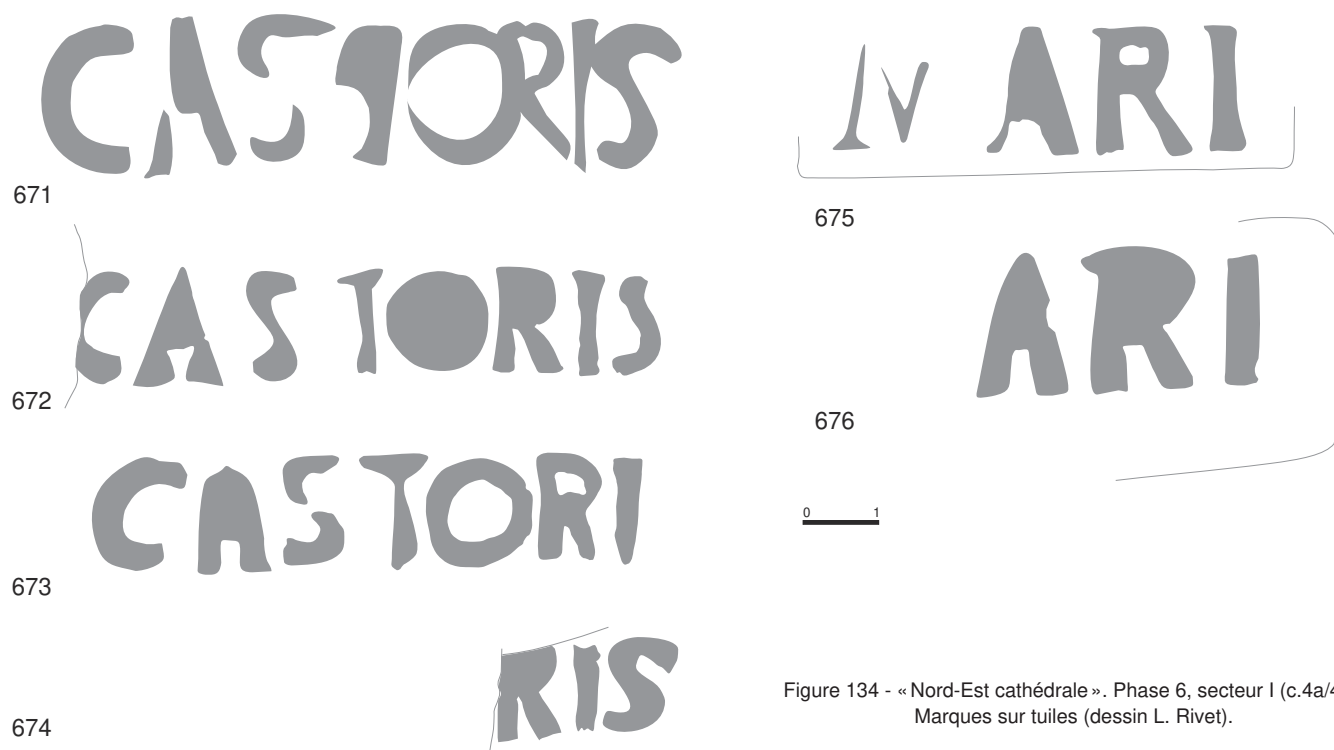 CASTORIS
671
CASTORIS
672
CASTORI
673
RIS
674
IV ARI
675
ARI
676
0 1
Figure 134 - «Nord-Est cathédrale». Phase 6, secteur I (c.4a/4
Marques sur tuiles (dessin L. Rivet).